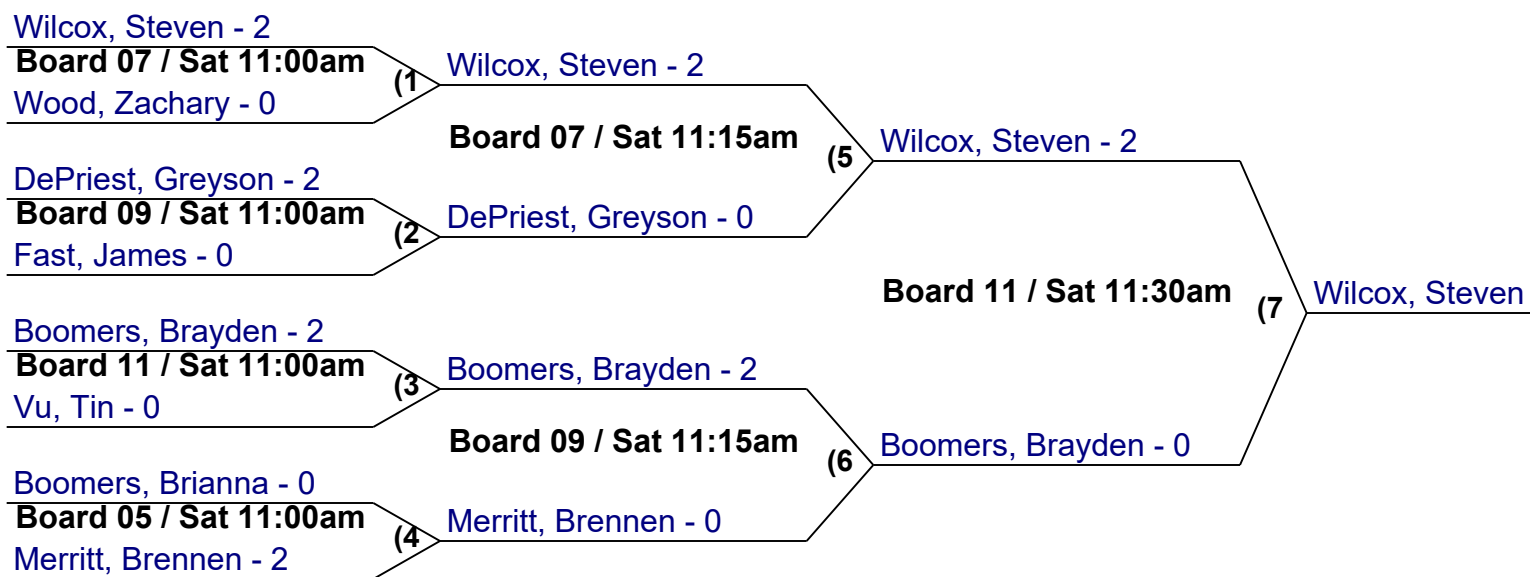 Wilcox, Steven - 2
Board 07 / Sat 11:00am
(1
Wood, Zachary - 0
DePriest, Greyson - 2
Board 09 / Sat 11:00am
(2
Fast, James - 0
Boomers, Brayden - 2
Board 11 / Sat 11:00am
(3
Vu, Tin - 0
Boomers, Brianna - 0
Board 05 / Sat 11:00am
(4
Merritt, Brennen - 2
Wilcox, Steven - 2
Board 07 / Sat 11:15am
(5
DePriest, Greyson - 0
Boomers, Brayden - 2
Board 09 / Sat 11:15am
(6
Merritt, Brennen - 0
Wilcox, Steven - 2
Board 11 / Sat 11:30am
(7
Boomers, Brayden - 0
Wilcox, Steven